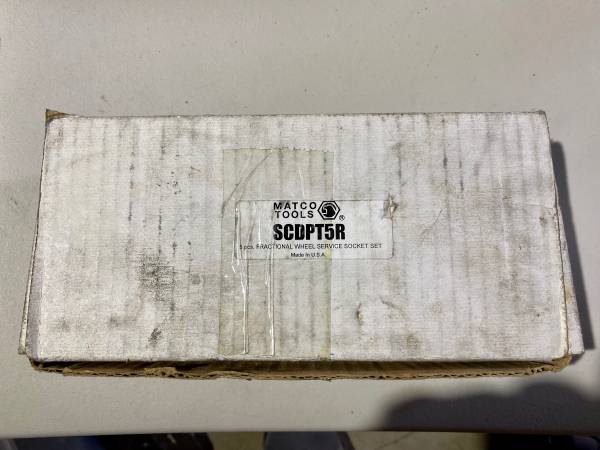 MATCO
TOOLS ®
SCDPT5R
5 pcs. FRACTIONAL WHEEL SERVICE SOCKET SET
Made in U.S.A.